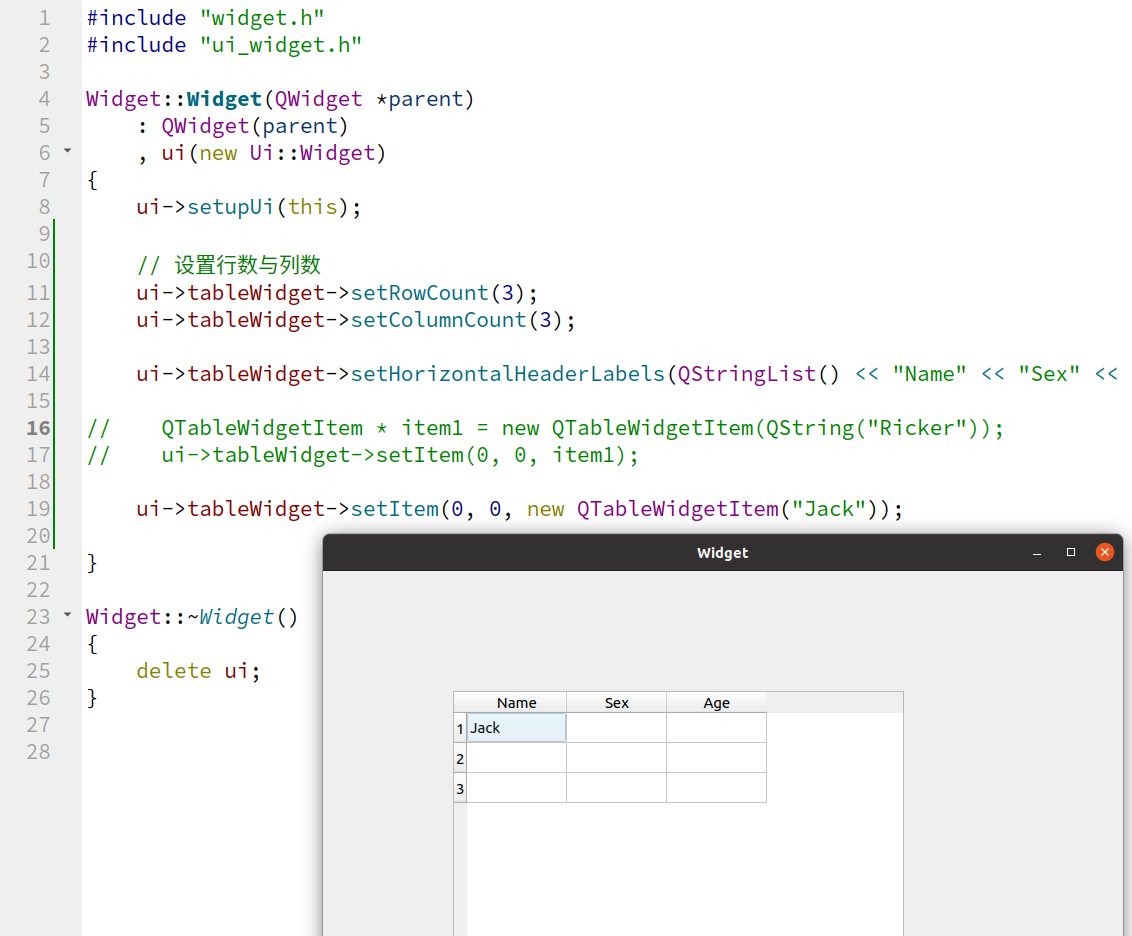 1 #include "widget.h"
2 #include "ui_widget.h"
3
4 Widget::Widget(QWidget *parent)
5     : QWidget(parent)
6     , ui(new Ui::Widget)
7 {
8     ui->setupUi(this);
9
10     // 设置行数与列数
11     ui->tableWidget->setRowCount(3);
12     ui->tableWidget->setColumnCount(3);
13
14     ui->tableWidget->setHorizontalHeaderLabels(QStringList() << "Name" << "Sex" <<
15
16 //    QTableWidgetItem * item1 = new QTableWidgetItem(QString("Ricker"));
17 //    ui->tableWidget->setItem(0, 0, item1);
18
19     ui->tableWidget->setItem(0, 0, new QTableWidgetItem("Jack"));
20
21 }
22
23 Widget::~Widget()
24 {
25     delete ui;
26 }
27
28
Widget
Name Sex Age
1 Jack
2
3